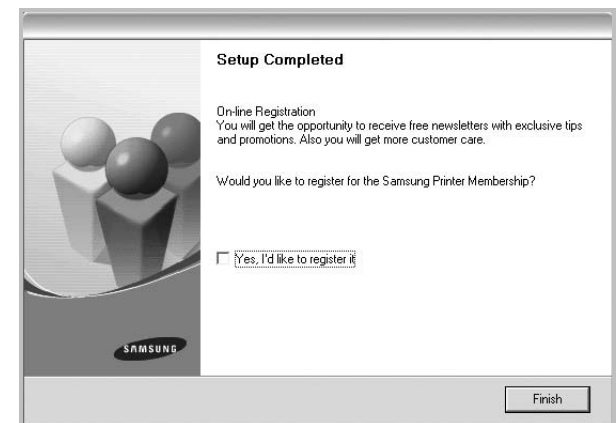 Setup Completed
On-line Registration
You will get the opportunity to receive free newsletters with exclusive tips
and promotions. Also you will get more customer care.
Would you like to register for the Samsung Printer Membership?
Yes, I'd like to register it
SAMSUNG
Finish